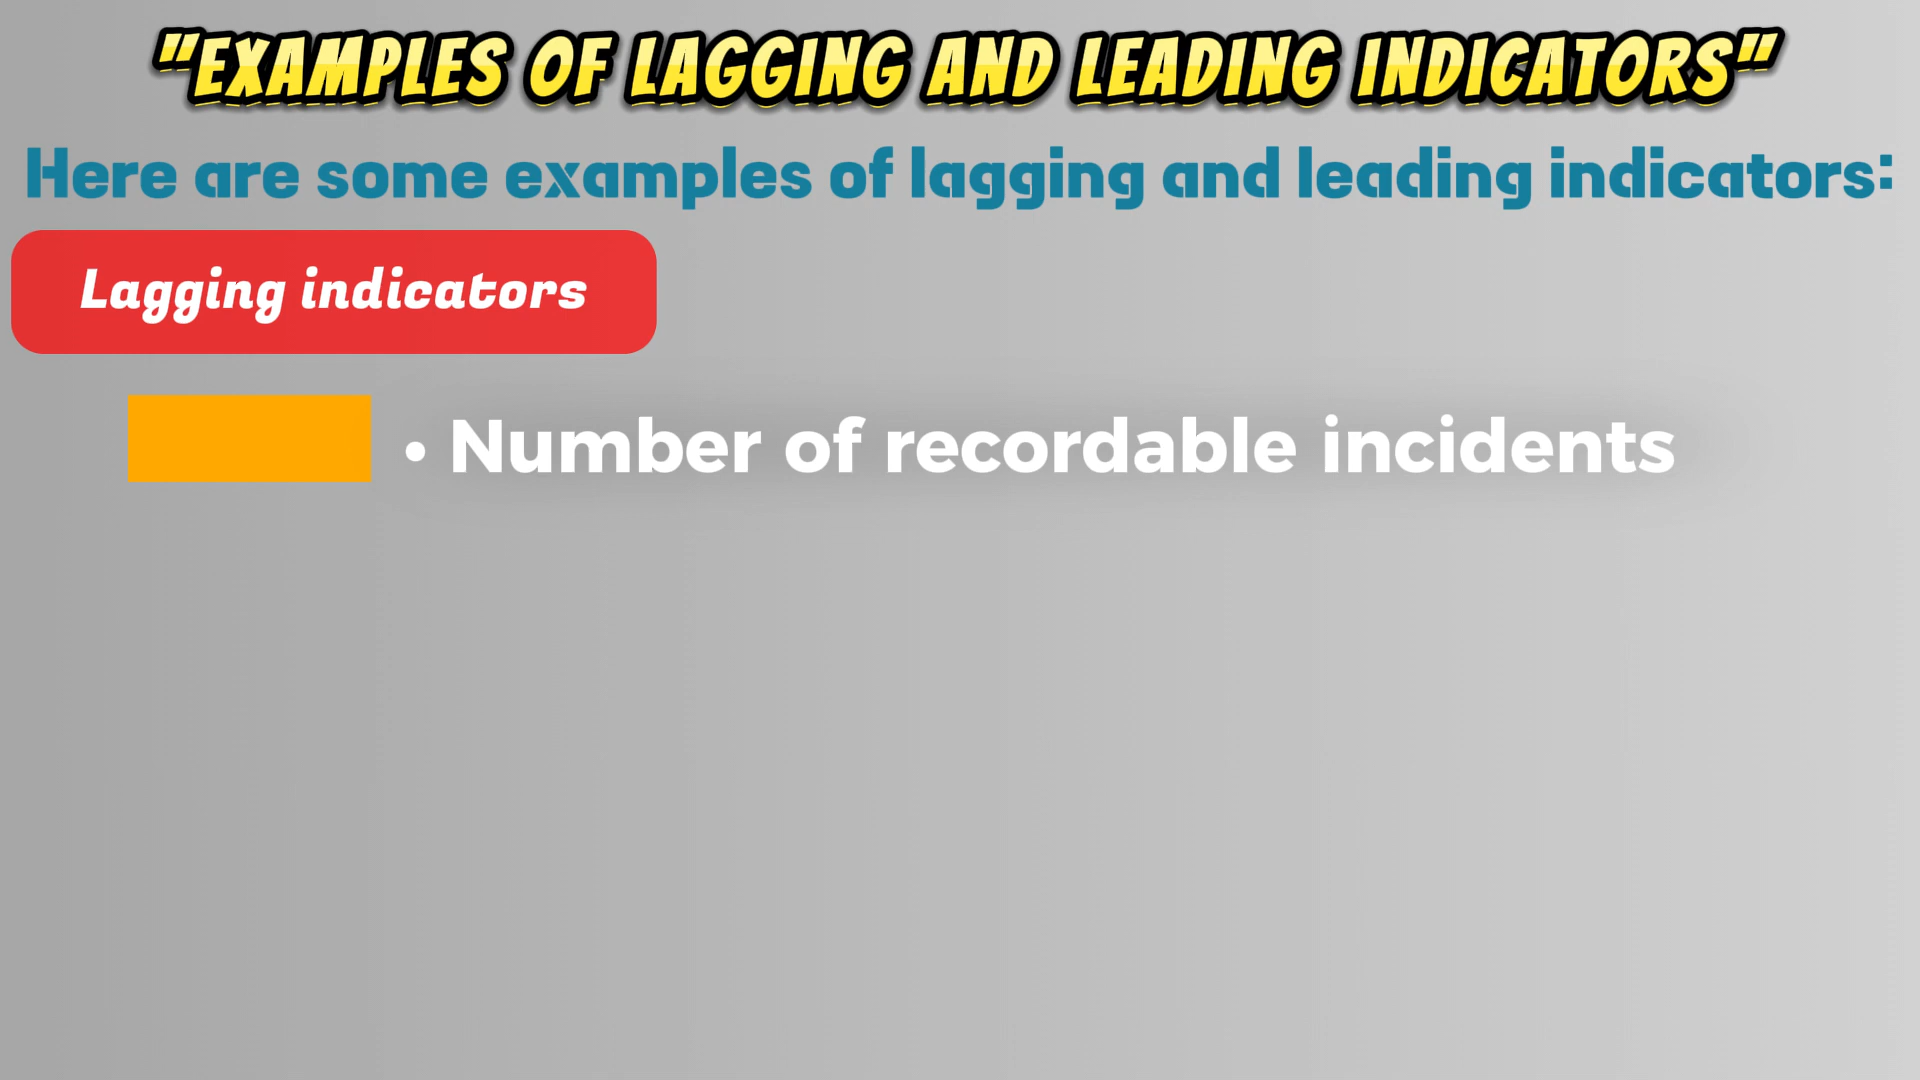 "EXAMPLES OF LAGGING AND LEADING INDICATORS"
Here are some examples of lagging and leading indicators:
Lagging indicators
• Number of recordable incidents